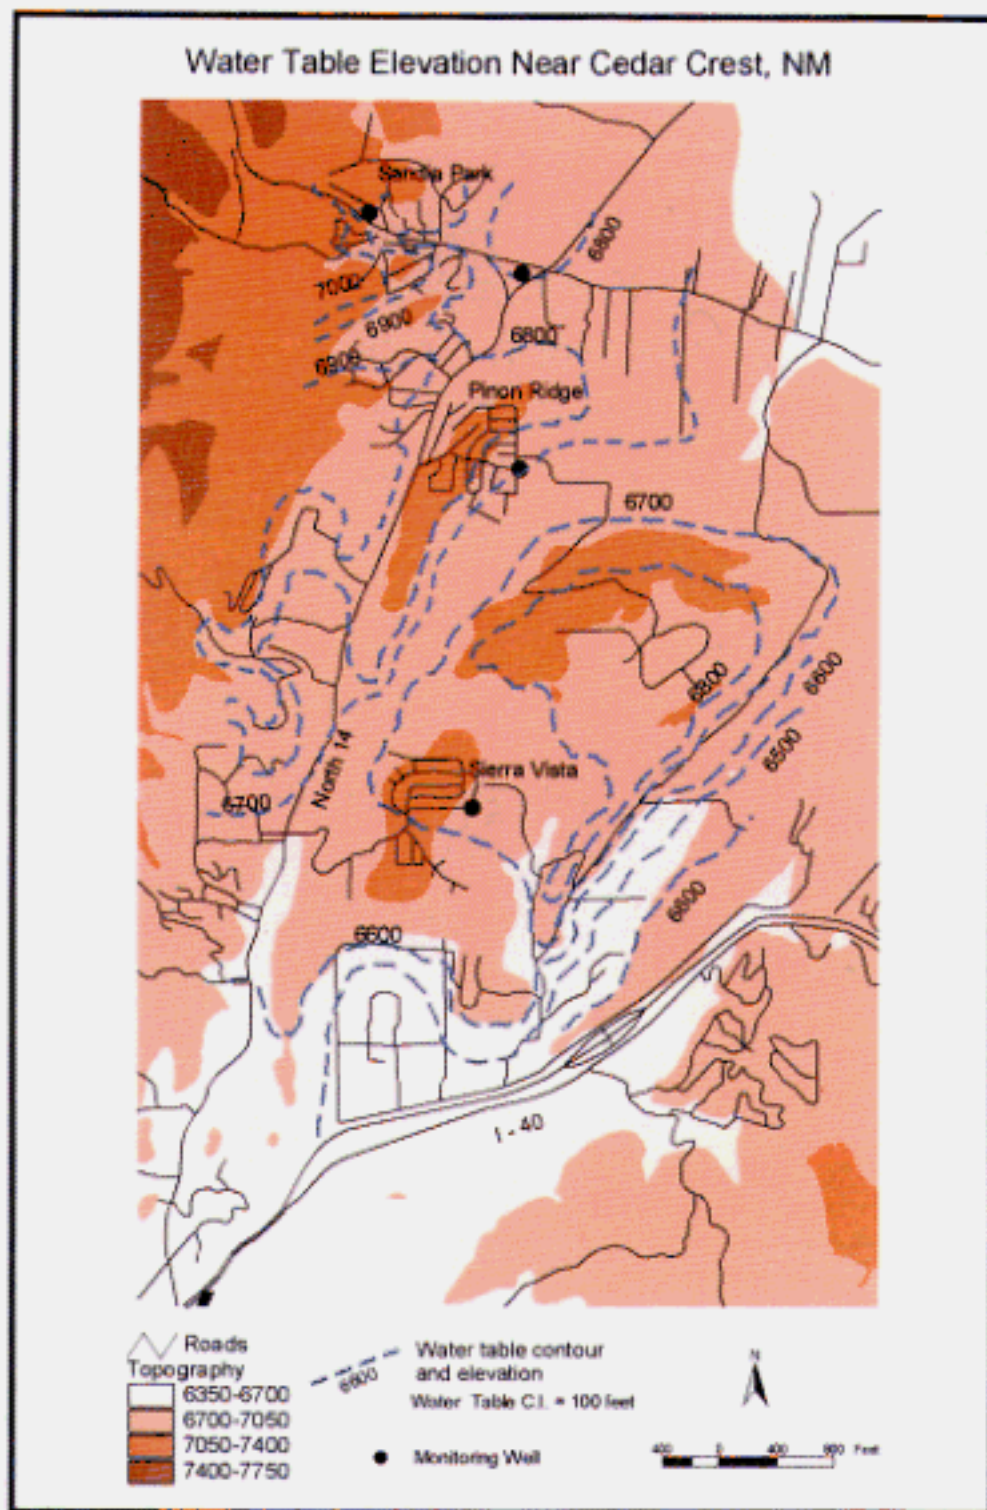 Water Table Elevation Near Cedar Crest, NM
Sandia Park
6800
7000
6900
6800
6900
Pinon Ridge
6700
6600
6800
6500
North 14
Sierra Vista
6700
6600
6600
I - 40
Roads
Topography
6350-6700
6700-7050
7050-7400
7400-7750
6600
Water table contour
and elevation
Water Table C.I. = 100 feet
Monitoring Well
N
400 0 400 800 Feet